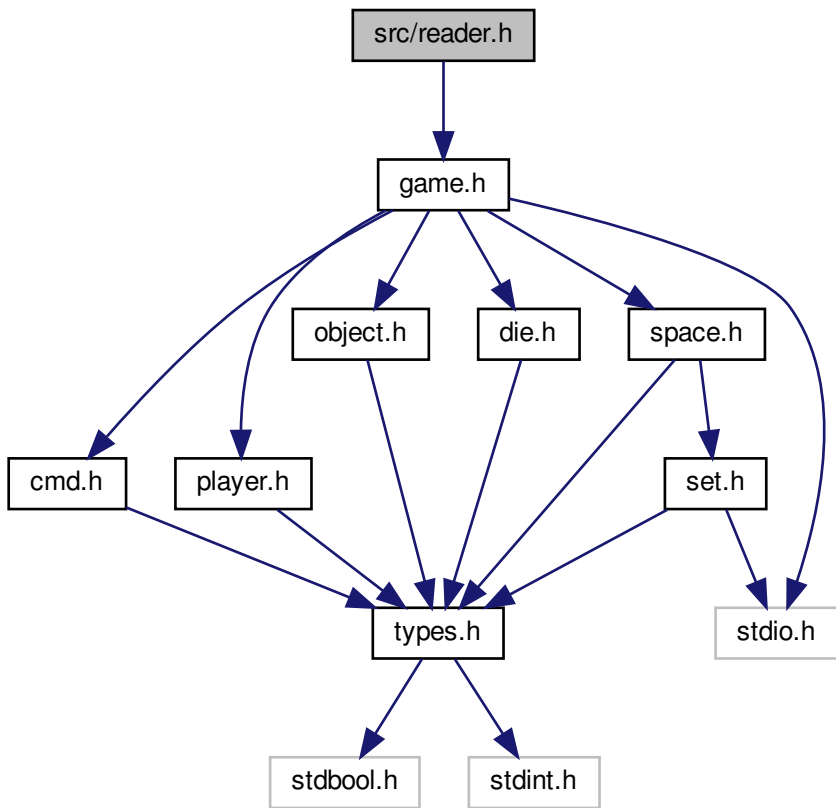 src/reader.h
game.h
object.h
die.h
space.h
cmd.h
player.h
set.h
types.h
stdio.h
stdbool.h
stdint.h